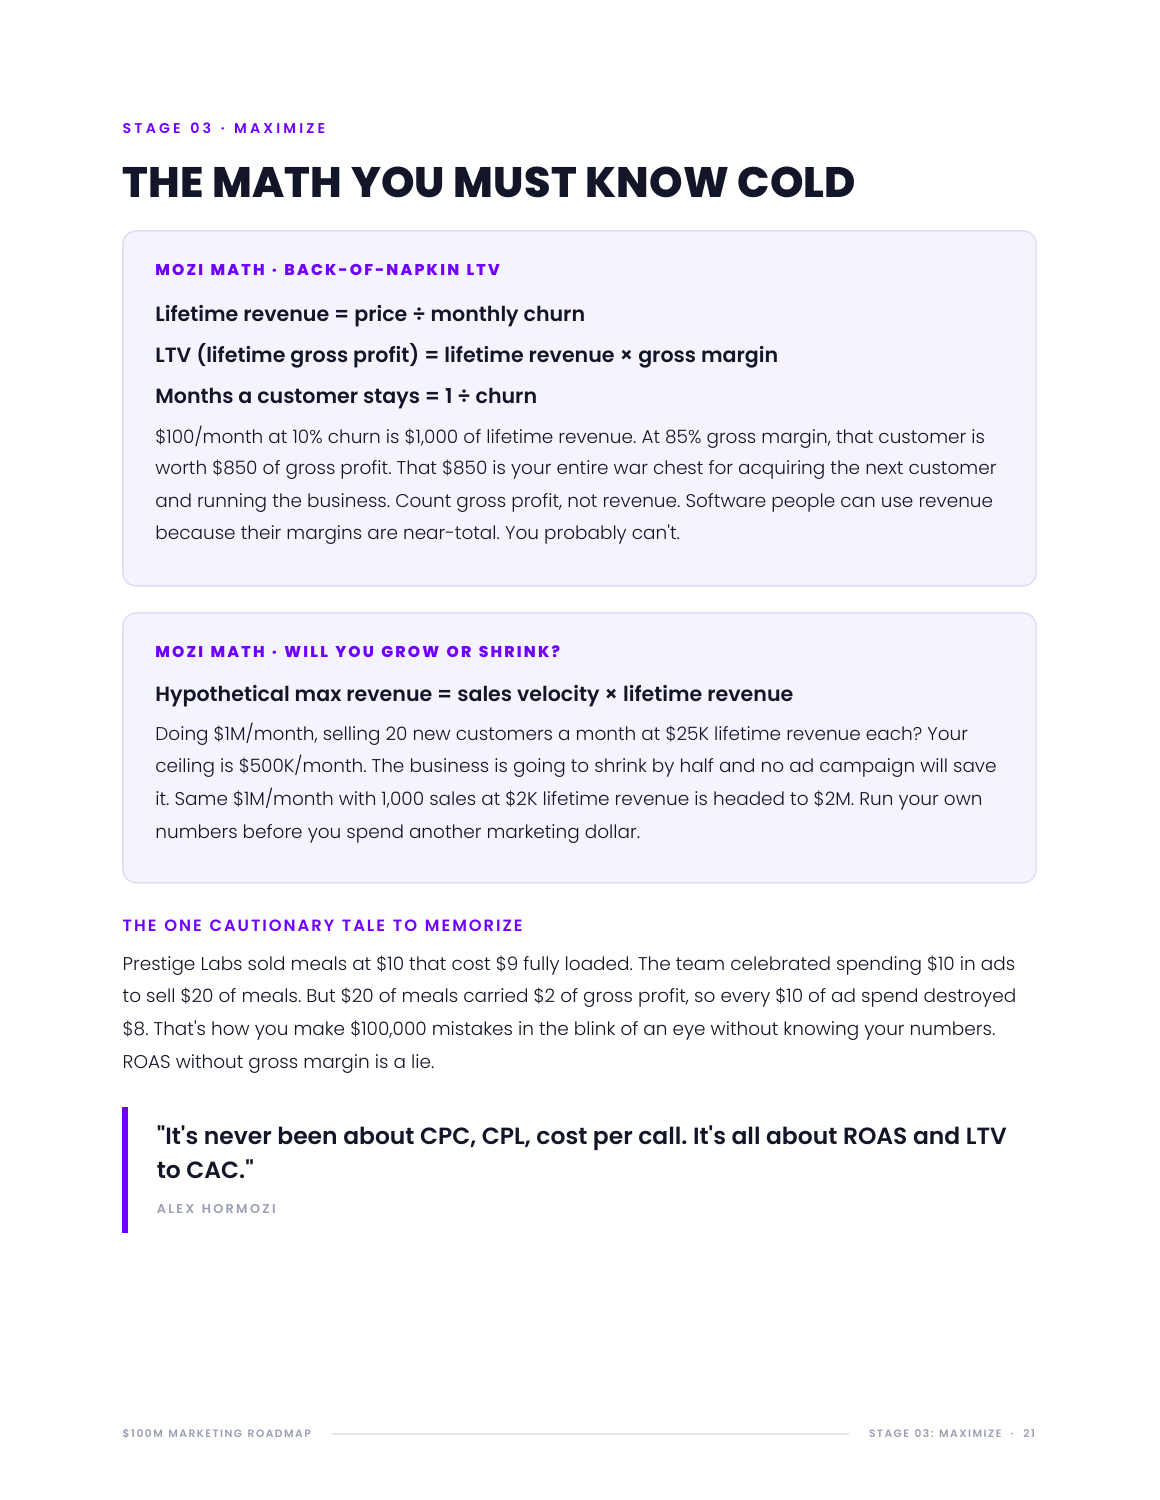 STAGE 03 · MAXIMIZE
THE MATH YOU MUST KNOW COLD
MOZI MATH · BACK-OF-NAPKIN LTV
Lifetime revenue = price ÷ monthly churn
LTV (lifetime gross profit) = lifetime revenue × gross margin
Months a customer stays = 1 ÷ churn
$100/month at 10% churn is $1,000 of lifetime revenue. At 85% gross margin, that customer is
worth $850 of gross profit. That $850 is your entire war chest for acquiring the next customer
and running the business. Count gross profit, not revenue. Software people can use revenue
because their margins are near-total. You probably can't.
MOZI MATH · WILL YOU GROW OR SHRINK?
Hypothetical max revenue = sales velocity × lifetime revenue
Doing $1M/month, selling 20 new customers a month at $25K lifetime revenue each? Your
ceiling is $500K/month. The business is going to shrink by half and no ad campaign will save
it. Same $1M/month with 1,000 sales at $2K lifetime revenue is headed to $2M. Run your own
numbers before you spend another marketing dollar.
THE ONE CAUTIONARY TALE TO MEMORIZE
Prestige Labs sold meals at $10 that cost $9 fully loaded. The team celebrated spending $10 in ads
to sell $20 of meals. But $20 of meals carried $2 of gross profit, so every $10 of ad spend destroyed
$8. That's how you make $100,000 mistakes in the blink of an eye without knowing your numbers.
ROAS without gross margin is a lie.
"It's never been about CPC, CPL, cost per call. It's all about ROAS and LTV
to CAC."
ALEX HORMOZI
$100M MARKETING ROADMAP
STAGE 03: MAXIMIZE · 21